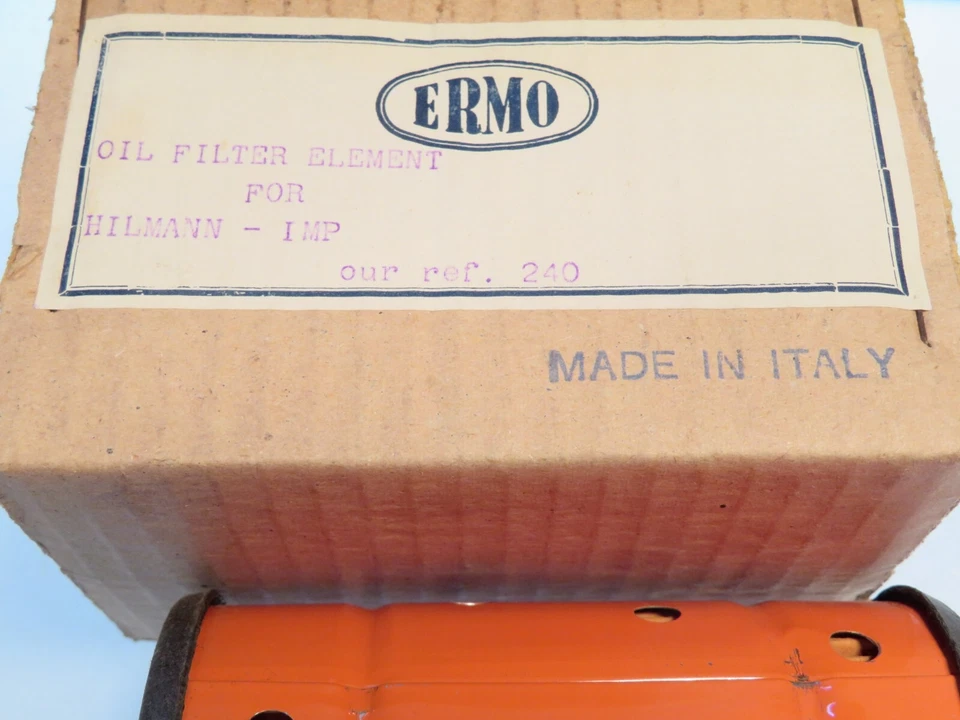 ERMO
OIL FILTER ELEMENT
FOR
HILMANN - IMP
our ref. 240
MADE IN ITALY